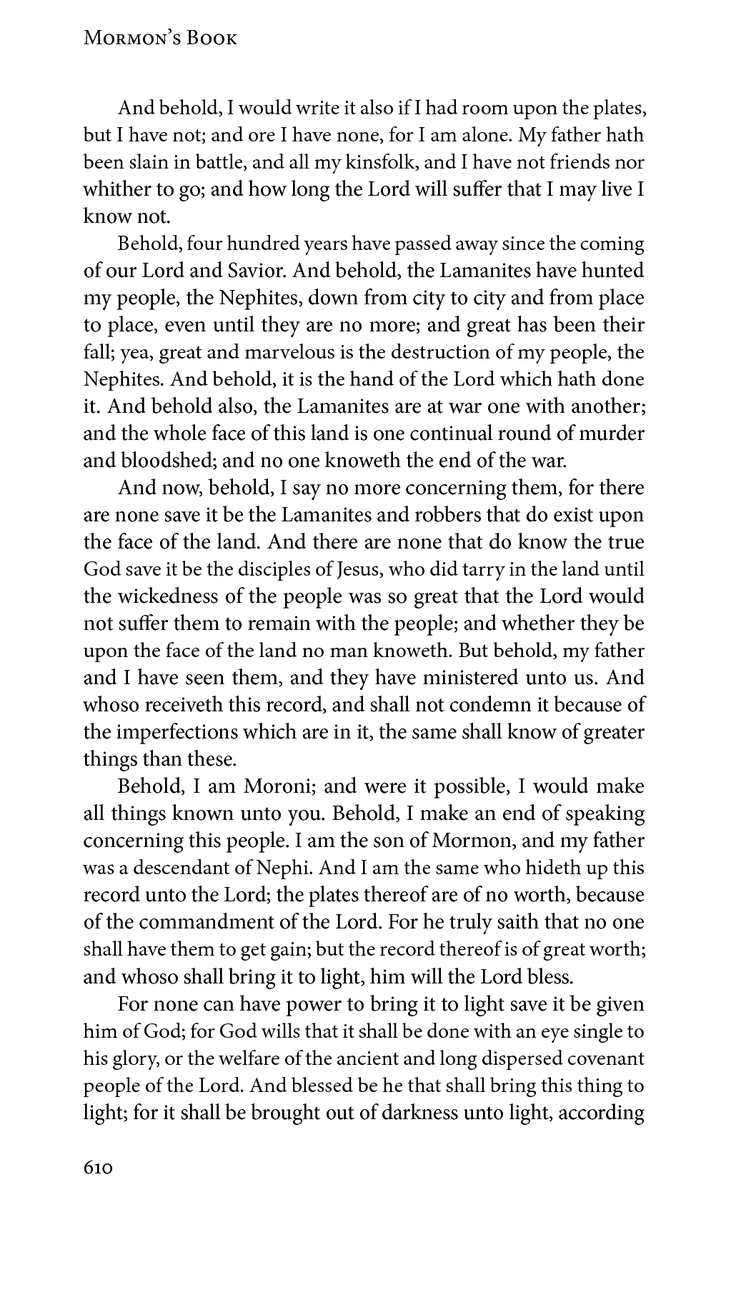 Mormon's Book
And behold, I would write it also if I had room upon the plates,
but I have not; and ore I have none, for I am alone. My father hath
been slain in battle, and all my kinsfolk, and I have not friends nor
whither to go; and how long the Lord will suffer that I may live I
know not.
Behold, four hundred years have passed away since the coming
of our Lord and Savior. And behold, the Lamanites have hunted
my people, the Nephites, down from city to city and from place
to place, even until they are no more; and great has been their
fall; yea, great and marvelous is the destruction of my people, the
Nephites. And behold, it is the hand of the Lord which hath done
it. And behold also, the Lamanites are at war one with another;
and the whole face of this land is one continual round of murder
and bloodshed; and no one knoweth the end of the war.
And now, behold, I say no more concerning them, for there
are none save it be the Lamanites and robbers that do exist upon
the face of the land. And there are none that do know the true
God save it be the disciples of Jesus, who did tarry in the land until
the wickedness of the people was so great that the Lord would
not suffer them to remain with the people; and whether they be
upon the face of the land no man knoweth. But behold, my father
and I have seen them, and they have ministered unto us. And
whoso receiveth this record, and shall not condemn it because of
the imperfections which are in it, the same shall know of greater
things than these.
Behold, I am Moroni; and were it possible, I would make
all things known unto you. Behold, I make an end of speaking
concerning this people. I am the son of Mormon, and my father
was a descendant of Nephi. And I am the same who hideth up this
record unto the Lord; the plates thereof are of no worth, because
of the commandment of the Lord. For he truly saith that no one
shall have them to get gain; but the record thereof is of great worth;
and whoso shall bring it to light, him will the Lord bless.
For none can have power to bring it to light save it be given
him of God; for God wills that it shall be done with an eye single to
his glory, or the welfare of the ancient and long dispersed covenant
people of the Lord. And blessed be he that shall bring this thing to
light; for it shall be brought out of darkness unto light, according
610